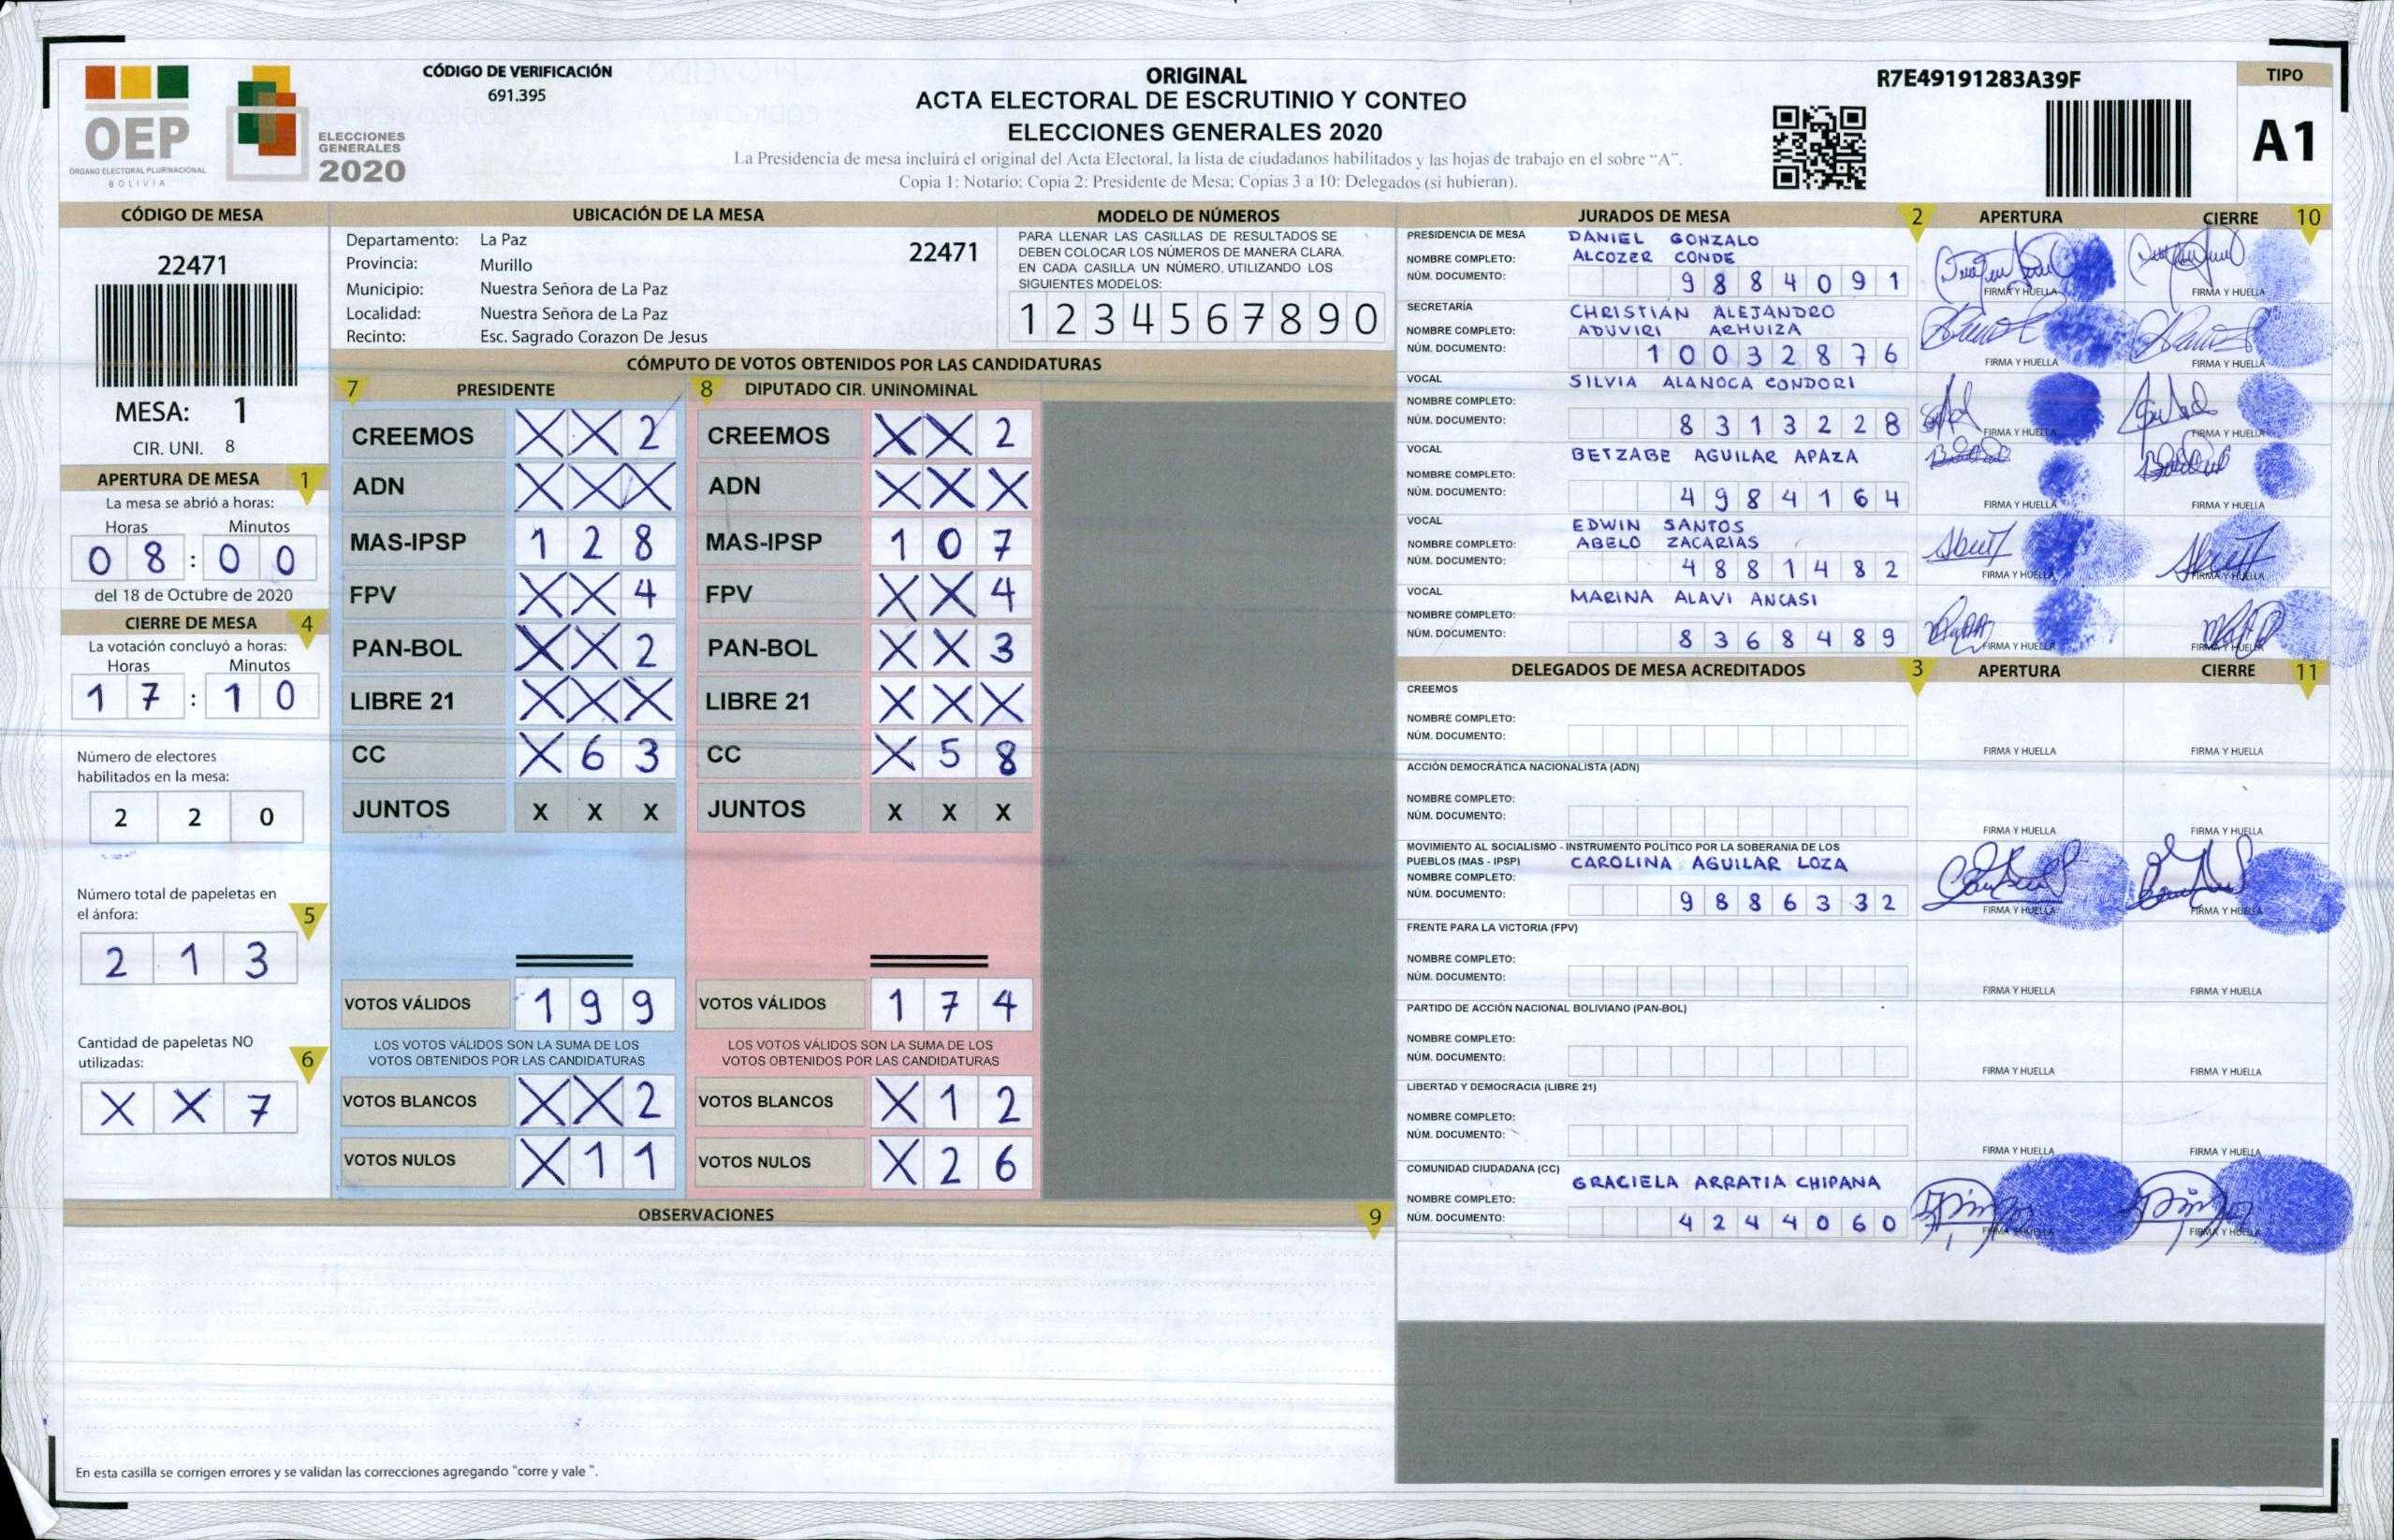 OEP
ÓRGANO ELECTORAL PLURINACIONAL
BOLIVIA
ELECCIONES
GENERALES
2020
CÓDIGO DE VERIFICACIÓN
691.395
ORIGINAL
ACTA ELECTORAL DE ESCRUTINIO Y CONTEO
ELECCIONES GENERALES 2020
La Presidencia de mesa incluirá el original del Acta Electoral, la lista de ciudadanos habilitados y las hojas de trabajo en el sobre "A".
Copia 1: Notario; Copia 2: Presidente de Mesa; Copias 3 a 10: Delegados (si hubieran).
R7E49191283A39F
TIPO
A1
CÓDIGO DE MESA
22471
MESA: 1
CIR. UNI. 8
APERTURA DE MESA 1
La mesa se abrió a horas:
Horas Minutos
0 8 : 0 0
del 18 de Octubre de 2020
CIERRE DE MESA 4
La votación concluyó a horas:
Horas Minutos
1 7 : 1 0
Número de electores
habilitados en la mesa:
2 2 0
Número total de papeletas en
el ánfora: 5
2 1 3
Cantidad de papeletas NO
utilizadas: 6
X X 7
UBICACIÓN DE LA MESA
Departamento: La Paz 22471
Provincia: Murillo
Municipio: Nuestra Señora de La Paz
Localidad: Nuestra Señora de La Paz
Recinto: Esc. Sagrado Corazon De Jesus
MODELO DE NÚMEROS
PARA LLENAR LAS CASILLAS DE RESULTADOS SE
DEBEN COLOCAR LOS NÚMEROS DE MANERA CLARA.
EN CADA CASILLA UN NÚMERO, UTILIZANDO LOS
SIGUIENTES MODELOS:
1 2 3 4 5 6 7 8 9 0
CÓMPUTO DE VOTOS OBTENIDOS POR LAS CANDIDATURAS
7 PRESIDENTE
CREEMOS X X 2
ADN X X X
MAS-IPSP 1 2 8
FPV X X 4
PAN-BOL X X 2
LIBRE 21 X X X
CC X 6 3
JUNTOS X X X
VOTOS VÁLIDOS 1 9 9
LOS VOTOS VÁLIDOS SON LA SUMA DE LOS
VOTOS OBTENIDOS POR LAS CANDIDATURAS
VOTOS BLANCOS X X 2
VOTOS NULOS X 1 1
8 DIPUTADO CIR. UNINOMINAL
CREEMOS X X 2
ADN X X X
MAS-IPSP 1 0 7
FPV X X 4
PAN-BOL X X 3
LIBRE 21 X X X
CC X 5 8
JUNTOS X X X
VOTOS VÁLIDOS 1 7 4
LOS VOTOS VÁLIDOS SON LA SUMA DE LOS
VOTOS OBTENIDOS POR LAS CANDIDATURAS
VOTOS BLANCOS X 1 2
VOTOS NULOS X 2 6
OBSERVACIONES 9
En esta casilla se corrigen errores y se validan las correcciones agregando "corre y vale ".
JURADOS DE MESA 2 APERTURA CIERRE 10
PRESIDENCIA DE MESA DANIEL GONZALO
NOMBRE COMPLETO: ALCOZER CONDE
NÚM. DOCUMENTO: 9 8 8 4 0 9 1
FIRMA Y HUELLA FIRMA Y HUELLA
SECRETARÍA CHRISTIAN ALEJANDRO
NOMBRE COMPLETO: ADUVIRI ARHUIZA
NÚM. DOCUMENTO: 1 0 0 3 2 8 7 6
FIRMA Y HUELLA FIRMA Y HUELLA
VOCAL SILVIA ALANOCA CONDORI
NOMBRE COMPLETO:
NÚM. DOCUMENTO: 8 3 1 3 2 2 8
FIRMA Y HUELLA FIRMA Y HUELLA
VOCAL BETZABE AGUILAR APAZA
NOMBRE COMPLETO:
NÚM. DOCUMENTO: 4 9 8 4 1 6 4
FIRMA Y HUELLA FIRMA Y HUELLA
VOCAL EDWIN SANTOS
NOMBRE COMPLETO: ABELO ZACARIAS
NÚM. DOCUMENTO: 4 8 8 1 4 8 2
FIRMA Y HUELLA FIRMA Y HUELLA
VOCAL MARINA ALAVI ANCASI
NOMBRE COMPLETO:
NÚM. DOCUMENTO: 8 3 6 8 4 8 9
FIRMA Y HUELLA FIRMA Y HUELLA
DELEGADOS DE MESA ACREDITADOS 3 APERTURA CIERRE 11
CREEMOS
NOMBRE COMPLETO:
NÚM. DOCUMENTO:
FIRMA Y HUELLA FIRMA Y HUELLA
ACCIÓN DEMOCRÁTICA NACIONALISTA (ADN)
NOMBRE COMPLETO:
NÚM. DOCUMENTO:
FIRMA Y HUELLA FIRMA Y HUELLA
MOVIMIENTO AL SOCIALISMO - INSTRUMENTO POLÍTICO POR LA SOBERANIA DE LOS
PUEBLOS (MAS - IPSP) CAROLINA AGUILAR LOZA
NOMBRE COMPLETO:
NÚM. DOCUMENTO: 9 8 8 6 3 3 2
FIRMA Y HUELLA FIRMA Y HUELLA
FRENTE PARA LA VICTORIA (FPV)
NOMBRE COMPLETO:
NÚM. DOCUMENTO:
FIRMA Y HUELLA FIRMA Y HUELLA
PARTIDO DE ACCIÓN NACIONAL BOLIVIANO (PAN-BOL)
NOMBRE COMPLETO:
NÚM. DOCUMENTO:
FIRMA Y HUELLA FIRMA Y HUELLA
LIBERTAD Y DEMOCRACIA (LIBRE 21)
NOMBRE COMPLETO:
NÚM. DOCUMENTO:
FIRMA Y HUELLA FIRMA Y HUELLA
COMUNIDAD CIUDADANA (CC) GRACIELA ARRATIA CHIPANA
NOMBRE COMPLETO:
NÚM. DOCUMENTO: 4 2 4 4 0 6 0
FIRMA Y HUELLA FIRMA Y HUELLA